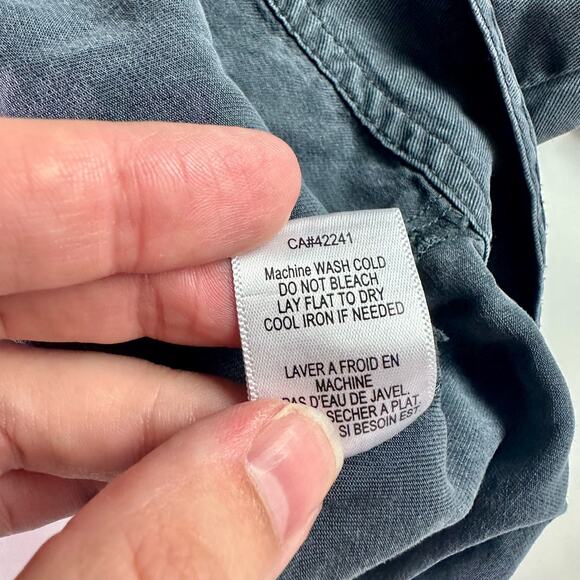 CA#42241
Machine WASH COLD
DO NOT BLEACH
LAY FLAT TO DRY
COOL IRON IF NEEDED
LAVER A FROID EN
MACHINE
PAS D'EAU DE JAVEL.
SECHER A PLAT.
SI BESOIN EST.